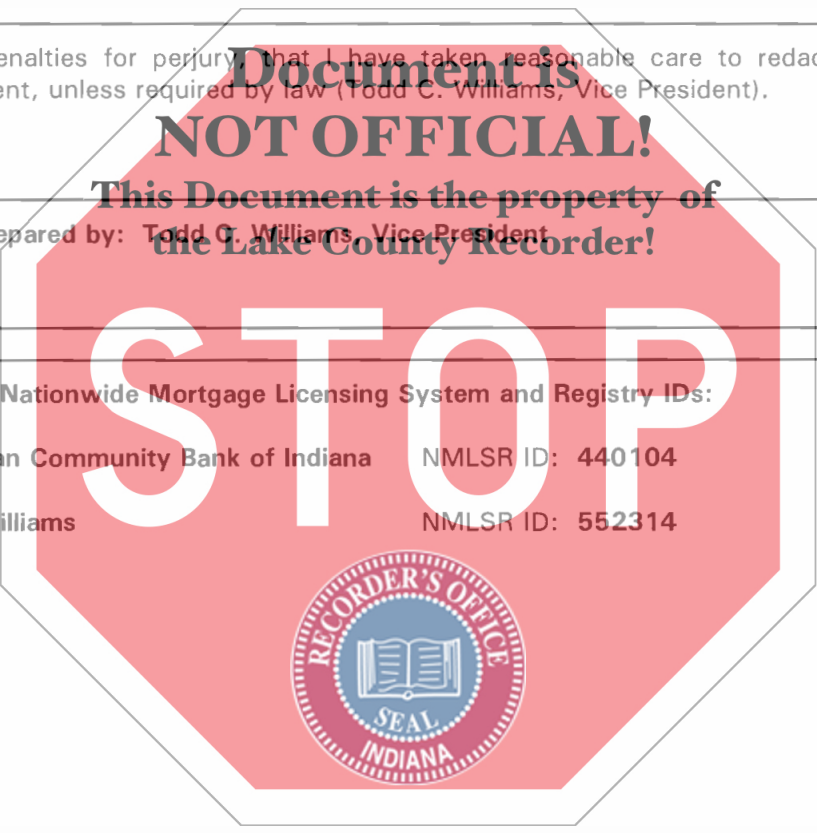 enalties for perjury, that I have taken reasonable care to redac
ent, unless required by law (Todd C. Williams, Vice President).
Document is
NOT OFFICIAL!
This Document is the property of
the Lake County Recorder!
epared by: Todd C. Williams, Vice President
STOP
Nationwide Mortgage Licensing System and Registry IDs:
an Community Bank of Indiana NMLSR ID: 440104
illiams NMLSR ID: 552314
RECORDER'S OFFICE
SEAL
INDIANA